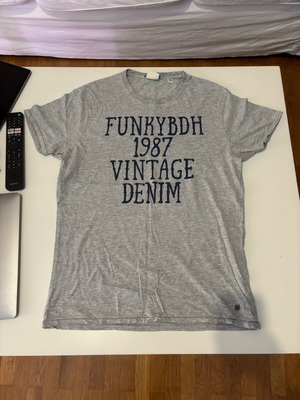 FUNKYBDH
1987
VINTAGE
DENIM